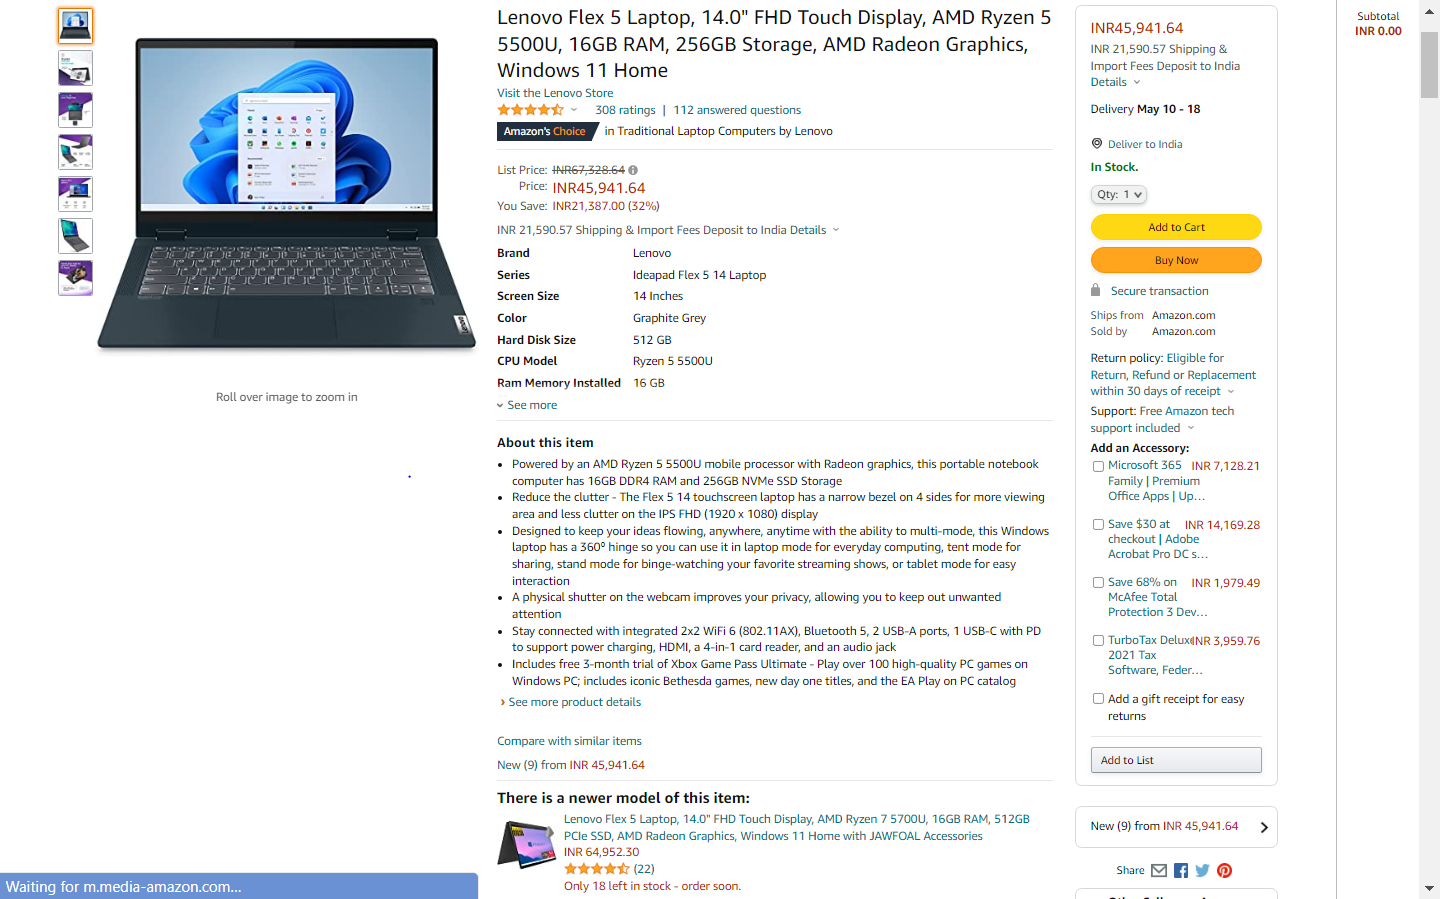 Lenovo Flex 5 Laptop, 14.0" FHD Touch Display, AMD Ryzen 5
5500U, 16GB RAM, 256GB Storage, AMD Radeon Graphics,
Windows 11 Home
Visit the Lenovo Store
308 ratings | 112 answered questions
Amazon's Choice in Traditional Laptop Computers by Lenovo
List Price: INR67,328.64
Price: INR45,941.64
You Save: INR21,387.00 (32%)
INR 21,590.57 Shipping & Import Fees Deposit to India Details
Brand Lenovo
Series Ideapad Flex 5 14 Laptop
Screen Size 14 Inches
Color Graphite Grey
Hard Disk Size 512 GB
CPU Model Ryzen 5 5500U
Ram Memory Installed 16 GB
See more
Roll over image to zoom in
About this item
• Powered by an AMD Ryzen 5 5500U mobile processor with Radeon graphics, this portable notebook
computer has 16GB DDR4 RAM and 256GB NVMe SSD Storage
• Reduce the clutter - The Flex 5 14 touchscreen laptop has a narrow bezel on 4 sides for more viewing
area and less clutter on the IPS FHD (1920 x 1080) display
• Designed to keep your ideas flowing, anywhere, anytime with the ability to multi-mode, this Windows
laptop has a 360⁰ hinge so you can use it in laptop mode for everyday computing, tent mode for
sharing, stand mode for binge-watching your favorite streaming shows, or tablet mode for easy
interaction
• A physical shutter on the webcam improves your privacy, allowing you to keep out unwanted
attention
• Stay connected with integrated 2x2 WiFi 6 (802.11AX), Bluetooth 5, 2 USB-A ports, 1 USB-C with PD
to support power charging, HDMI, a 4-in-1 card reader, and an audio jack
• Includes free 3-month trial of Xbox Game Pass Ultimate - Play over 100 high-quality PC games on
Windows PC; includes iconic Bethesda games, new day one titles, and the EA Play on PC catalog
› See more product details
Compare with similar items
New (9) from INR 45,941.64
There is a newer model of this item:
Lenovo Flex 5 Laptop, 14.0" FHD Touch Display, AMD Ryzen 7 5700U, 16GB RAM, 512GB
PCIe SSD, AMD Radeon Graphics, Windows 11 Home with JAWFOAL Accessories
INR 64,952.30
(22)
Only 18 left in stock - order soon.
INR45,941.64
INR 21,590.57 Shipping &
Import Fees Deposit to India
Details
Delivery May 10 - 18
Deliver to India
In Stock.
Qty: 1
Add to Cart
Buy Now
Secure transaction
Ships from Amazon.com
Sold by Amazon.com
Return policy: Eligible for
Return, Refund or Replacement
within 30 days of receipt
Support: Free Amazon tech
support included
Add an Accessory:
Microsoft 365 INR 7,128.21
Family | Premium
Office Apps | Up…
Save $30 at INR 14,169.28
checkout | Adobe
Acrobat Pro DC s…
Save 68% on INR 1,979.49
McAfee Total
Protection 3 Dev…
TurboTax Deluxe INR 3,959.76
2021 Tax
Software, Feder…
Add a gift receipt for easy
returns
Add to List
New (9) from INR 45,941.64
Share
Subtotal
INR 0.00
Waiting for m.media-amazon.com...